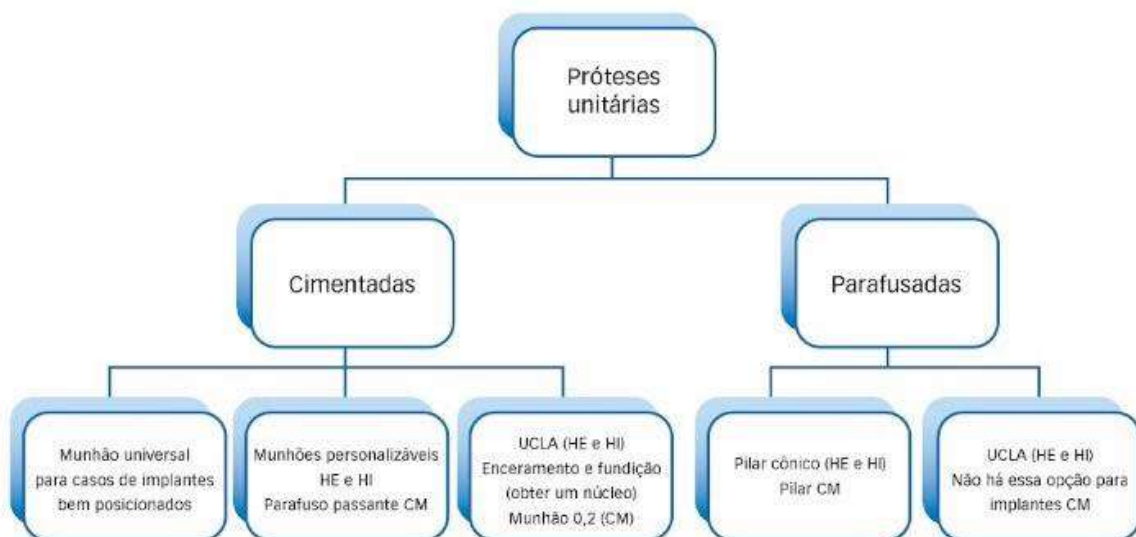 Próteses
unitárias
Cimentadas
Parafusadas
Munhão universal
para casos de implantes
bem posicionados
Munhões personalizáveis
HE e HI
Parafuso passante CM
UCLA (HE e HI)
Enceramento e fundição
(obter um núcleo)
Munhão 0,2 (CM)
Pilar cônico (HE e HI)
Pilar CM
UCLA (HE e HI)
Não há essa opção para
implantes CM